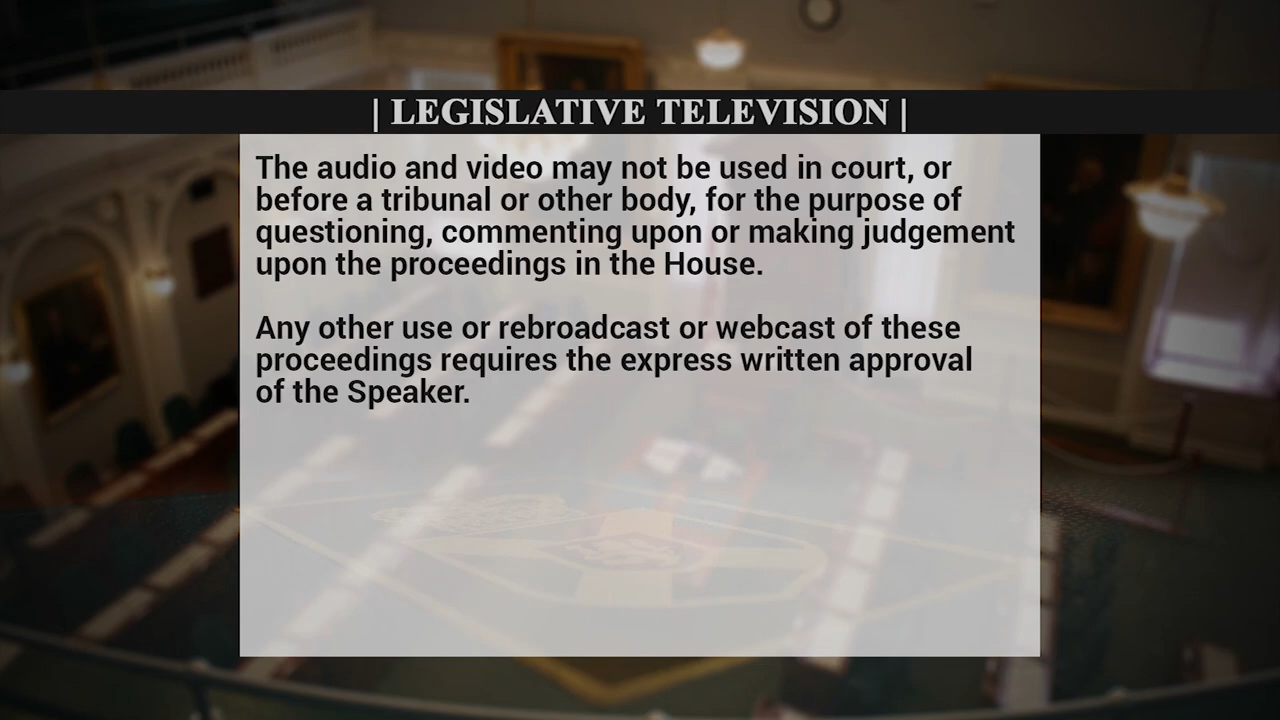 | LEGISLATIVE TELEVISION |
The audio and video may not be used in court, or
before a tribunal or other body, for the purpose of
questioning, commenting upon or making judgement
upon the proceedings in the House.
Any other use or rebroadcast or webcast of these
proceedings requires the express written approval
of the Speaker.